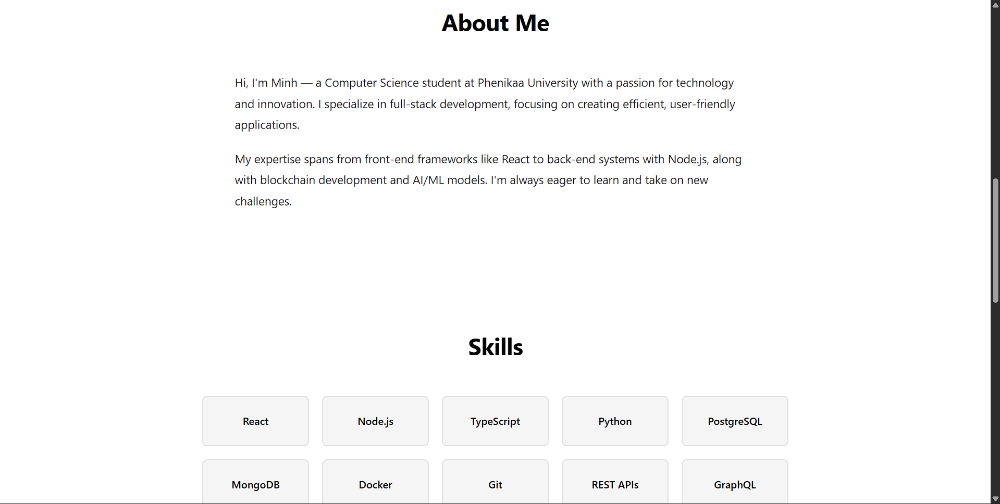 About Me
Hi, I'm Minh — a Computer Science student at Phenikaa University with a passion for technology
and innovation. I specialize in full-stack development, focusing on creating efficient, user-friendly
applications.
My expertise spans from front-end frameworks like React to back-end systems with Node.js, along
with blockchain development and AI/ML models. I'm always eager to learn and take on new
challenges.
Skills
React
Node.js
TypeScript
Python
PostgreSQL
MongoDB
Docker
Git
REST APIs
GraphQL